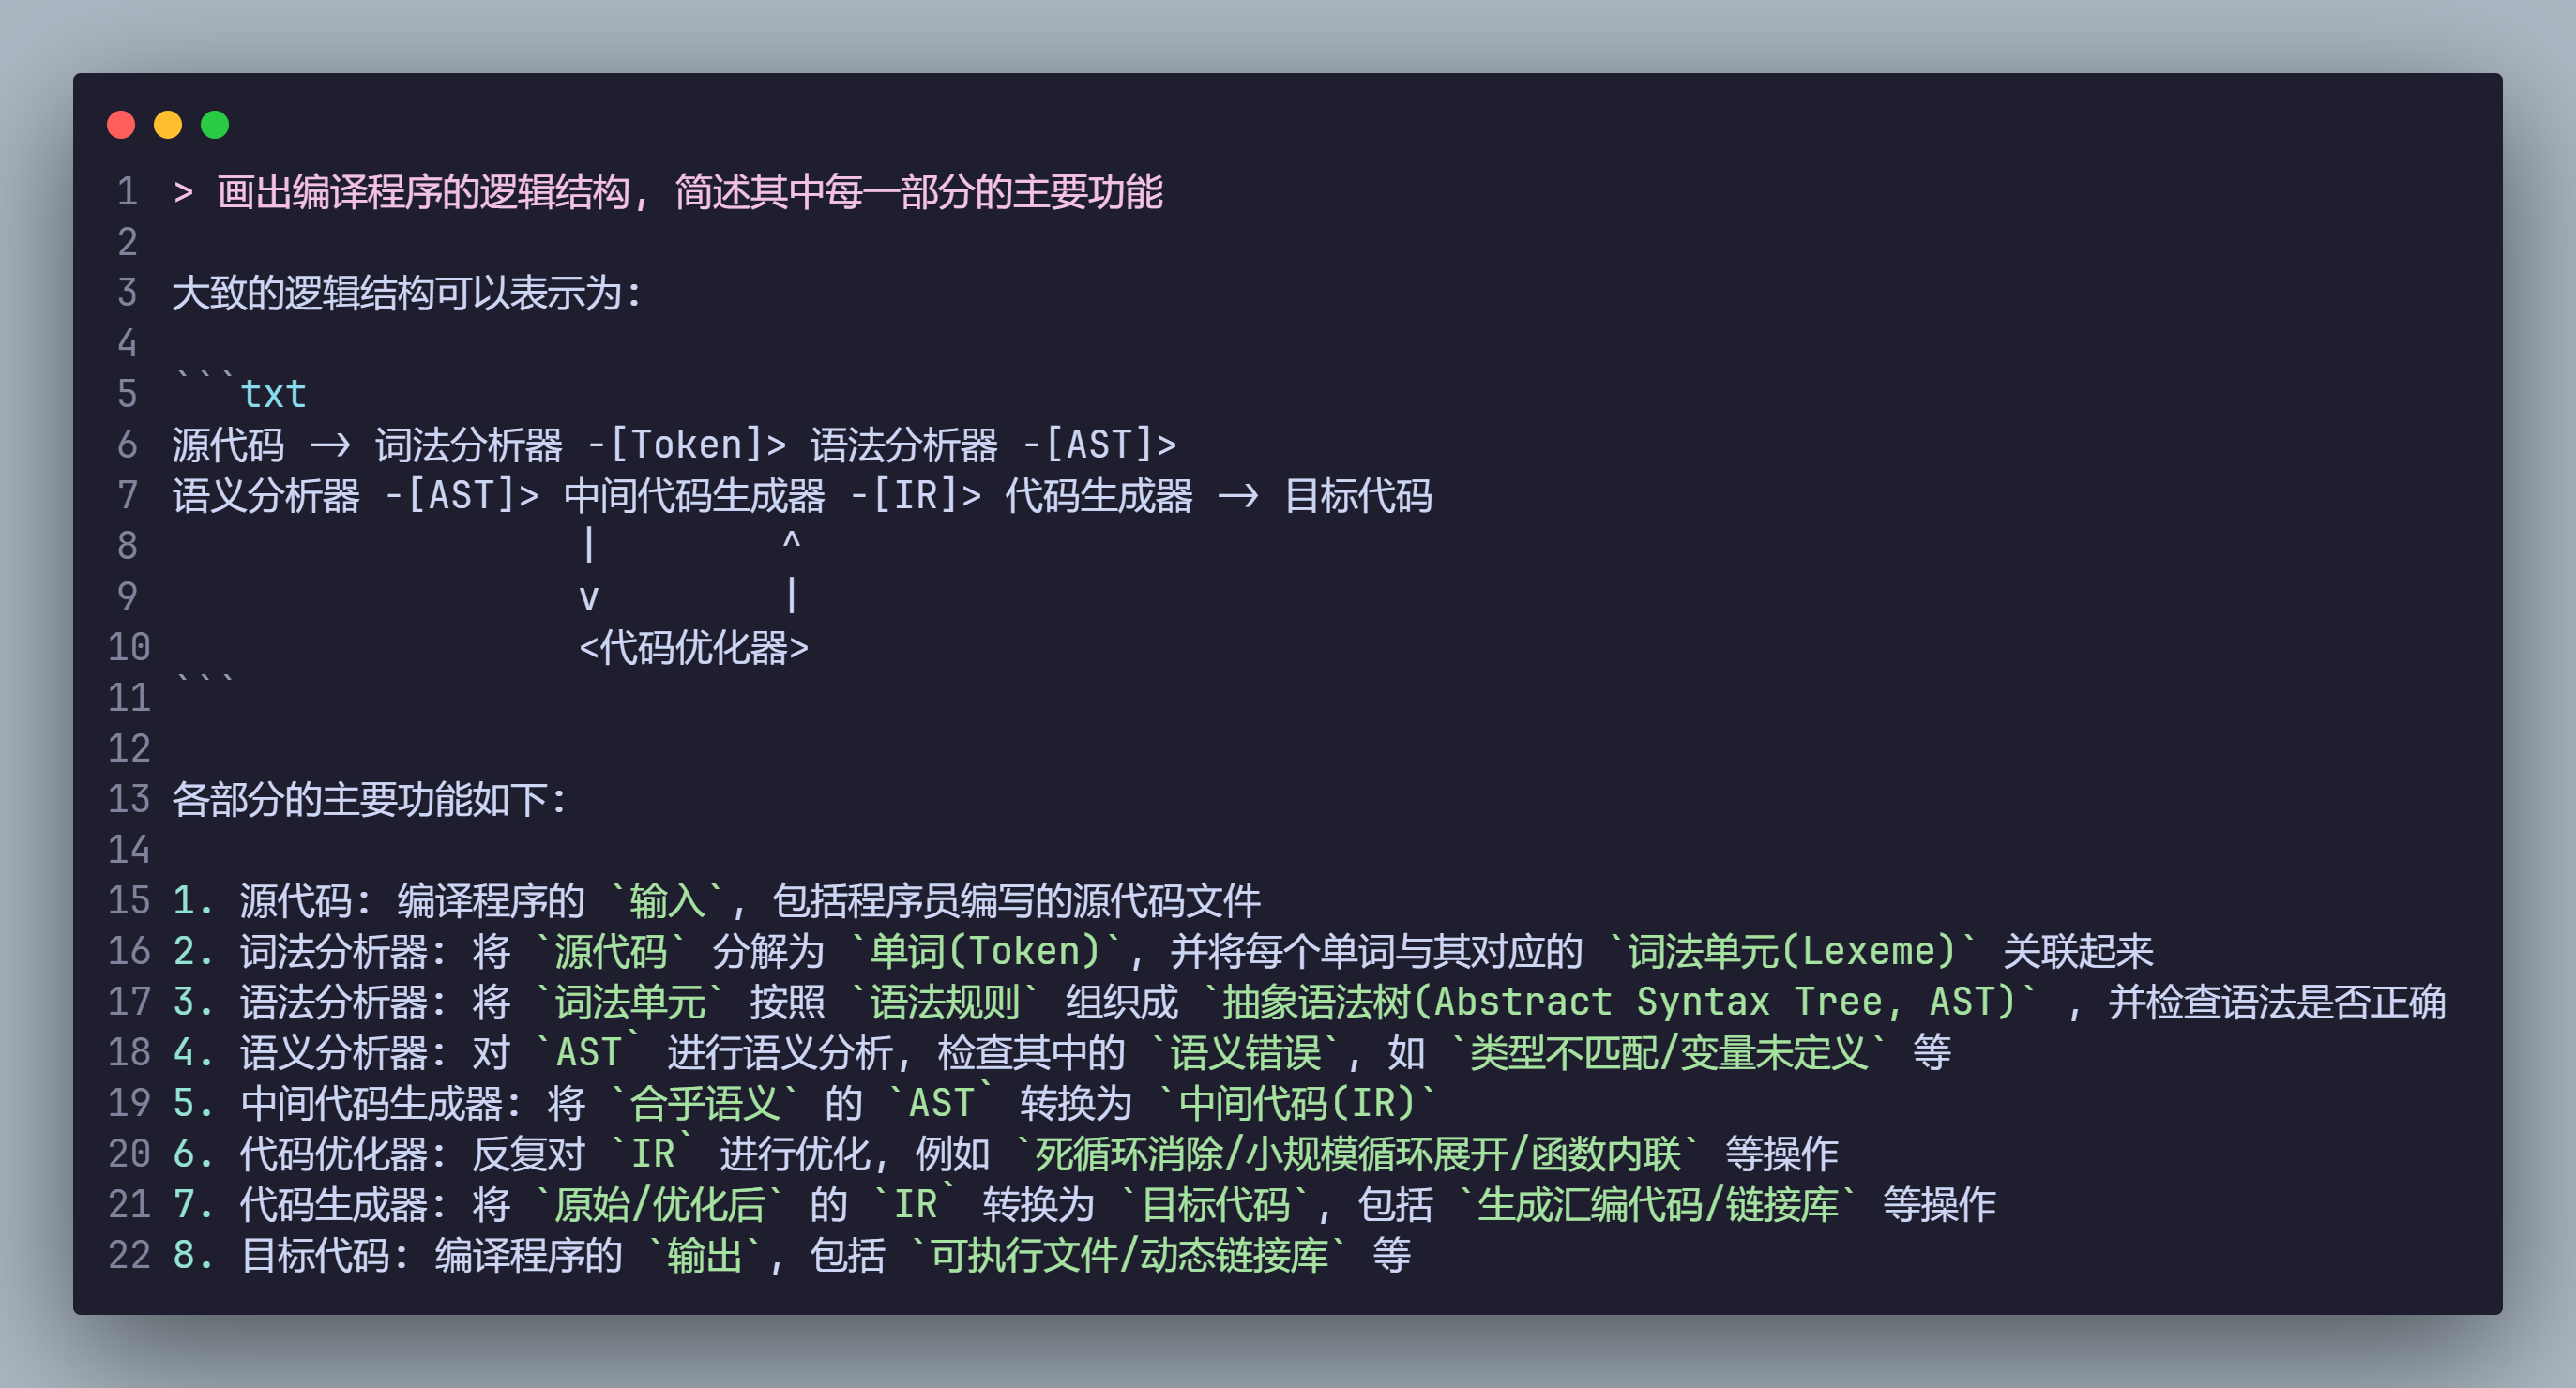 1 > 画出编译程序的逻辑结构, 简述其中每一部分的主要功能
2
3 大致的逻辑结构可以表示为:
4
5 ```txt
6 源代码 -> 词法分析器 -[Token]> 语法分析器 -[AST]>
7 语义分析器 -[AST]> 中间代码生成器 -[IR]> 代码生成器 -> 目标代码
8                    |         ^
9                    v         |
10                    <代码优化器>
11 ```
12
13 各部分的主要功能如下:
14
15 1. 源代码: 编译程序的 `输入`, 包括程序员编写的源代码文件
16 2. 词法分析器: 将 `源代码` 分解为 `单词(Token)`, 并将每个单词与其对应的 `词法单元(Lexeme)` 关联起来
17 3. 语法分析器: 将 `词法单元` 按照 `语法规则` 组织成 `抽象语法树(Abstract Syntax Tree, AST)` , 并检查语法是否正确
18 4. 语义分析器: 对 `AST` 进行语义分析, 检查其中的 `语义错误`, 如 `类型不匹配/变量未定义` 等
19 5. 中间代码生成器: 将 `合乎语义` 的 `AST` 转换为 `中间代码(IR)`
20 6. 代码优化器: 反复对 `IR` 进行优化, 例如 `死循环消除/小规模循环展开/函数内联` 等操作
21 7. 代码生成器: 将 `原始/优化后` 的 `IR` 转换为 `目标代码`, 包括 `生成汇编代码/链接库` 等操作
22 8. 目标代码: 编译程序的 `输出`, 包括 `可执行文件/动态链接库` 等